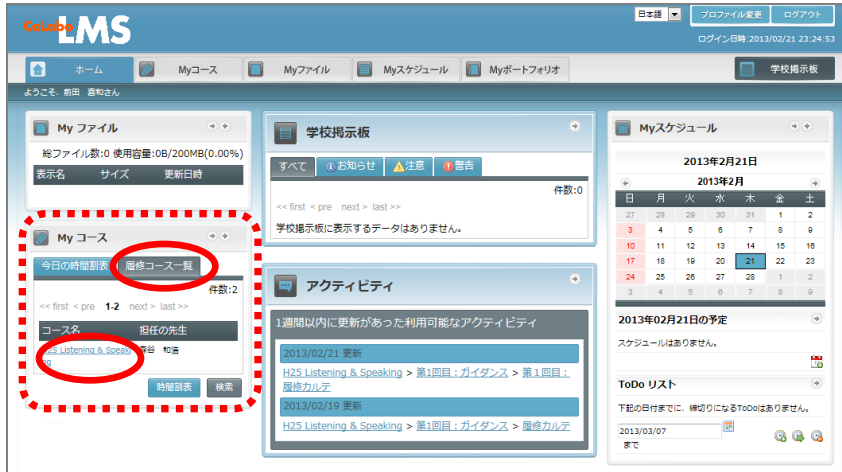 CoLabo LMS
日本語
プロファイル変更
ログアウト
ログイン日時:2013/02/21 23:24:53
ホーム
Myコース
Myファイル
Myスケジュール
Myポートフォリオ
学校掲示板
ようこそ、前田 喜和さん
My ファイル
総ファイル数:0 使用容量:0B/200MB(0.00%)
表示名 サイズ 更新日時
My コース
今日の時間割表
履修コース一覧
件数:2
<< first < pre 1-2 next > last >>
コース名 担任の先生
H25 Listening & Speaki
ng
和浩
時間割表
検索
学校掲示板
すべて
お知らせ
注意
警告
件数:0
<< first < pre next > last >>
学校掲示板に表示するデータはありません。
アクティビティ
1週間以内に更新があった利用可能なアクティビティ
2013/02/21 更新
H25 Listening & Speaking > 第1回目:ガイダンス > 第1回目:
履修カルテ
2013/02/19 更新
H25 Listening & Speaking > 第1回目:ガイダンス > 履修カルテ
Myスケジュール
2013年2月21日
2013年2月
日 月 火 水 木 金 土
27 28 29 30 31 1 2
3 4 5 6 7 8 9
10 11 12 13 14 15 16
17 18 19 20 21 22 23
24 25 26 27 28 1 2
3 4 5 6 7 8 9
2013年02月21日の予定
スケジュールはありません。
ToDo リスト
下記の日付までに、締切りになるToDoはありません。
2013/03/07
まで